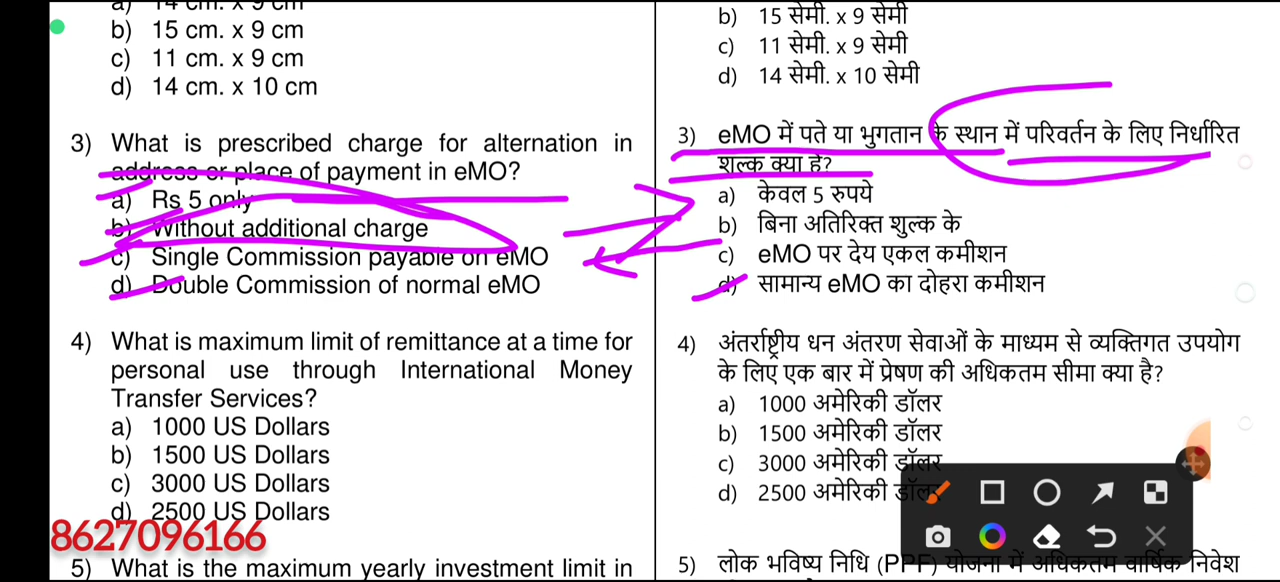 a) 14 cm. x 9 cm
b) 15 cm. x 9 cm
c) 11 cm. x 9 cm
d) 14 cm. x 10 cm
3) What is prescribed charge for alternation in
address or place of payment in eMO?
a) Rs 5 only
b) Without additional charge
c) Single Commission payable on eMO
d) Double Commission of normal eMO
4) What is maximum limit of remittance at a time for
personal use through International Money
Transfer Services?
a) 1000 US Dollars
b) 1500 US Dollars
c) 3000 US Dollars
d) 2500 US Dollars
8627096166
5) What is the maximum yearly investment limit in
b) 15 सेमी. x 9 सेमी
c) 11 सेमी. x 9 सेमी
d) 14 सेमी. x 10 सेमी
3) eMO में पते या भुगतान के स्थान में परिवर्तन के लिए निर्धारित
शुल्क क्या है?
a) केवल 5 रुपये
b) बिना अतिरिक्त शुल्क के
c) eMO पर देय एकल कमीशन
d) सामान्य eMO का दोहरा कमीशन
4) अंतर्राष्ट्रीय धन अंतरण सेवाओं के माध्यम से व्यक्तिगत उपयोग
के लिए एक बार में प्रेषण की अधिकतम सीमा क्या है?
a) 1000 अमेरिकी डॉलर
b) 1500 अमेरिकी डॉलर
c) 3000 अमेरिकी डॉलर
d) 2500 अमेरिकी डॉलर
5) लोक भविष्य निधि (PPF) योजना में अधिकतम वार्षिक निवेश